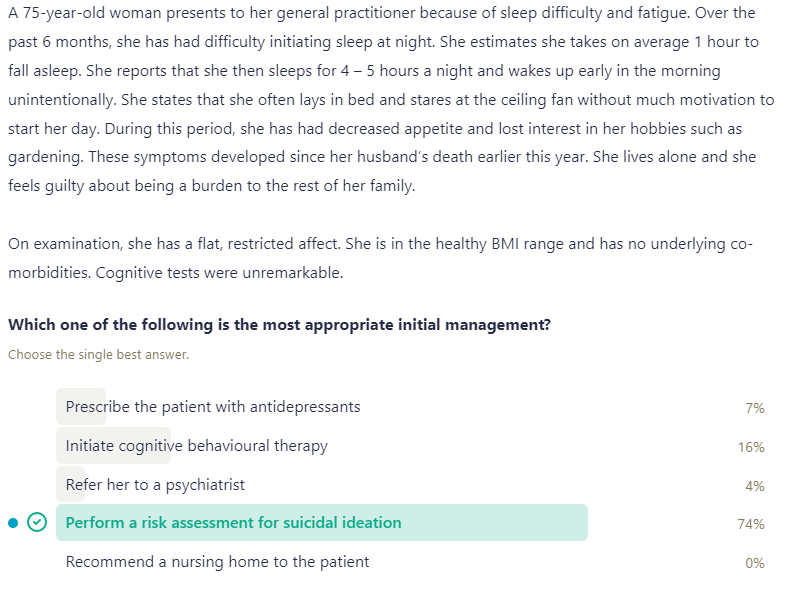 A 75-year-old woman presents to her general practitioner because of sleep difficulty and fatigue. Over the
past 6 months, she has had difficulty initiating sleep at night. She estimates she takes on average 1 hour to
fall asleep. She reports that she then sleeps for 4 – 5 hours a night and wakes up early in the morning
unintentionally. She states that she often lays in bed and stares at the ceiling fan without much motivation to
start her day. During this period, she has had decreased appetite and lost interest in her hobbies such as
gardening. These symptoms developed since her husband's death earlier this year. She lives alone and she
feels guilty about being a burden to the rest of her family.
On examination, she has a flat, restricted affect. She is in the healthy BMI range and has no underlying co-
morbidities. Cognitive tests were unremarkable.
Which one of the following is the most appropriate initial management?
Choose the single best answer.
Prescribe the patient with antidepressants 7%
Initiate cognitive behavioural therapy 16%
Refer her to a psychiatrist 4%
Perform a risk assessment for suicidal ideation 74%
Recommend a nursing home to the patient 0%